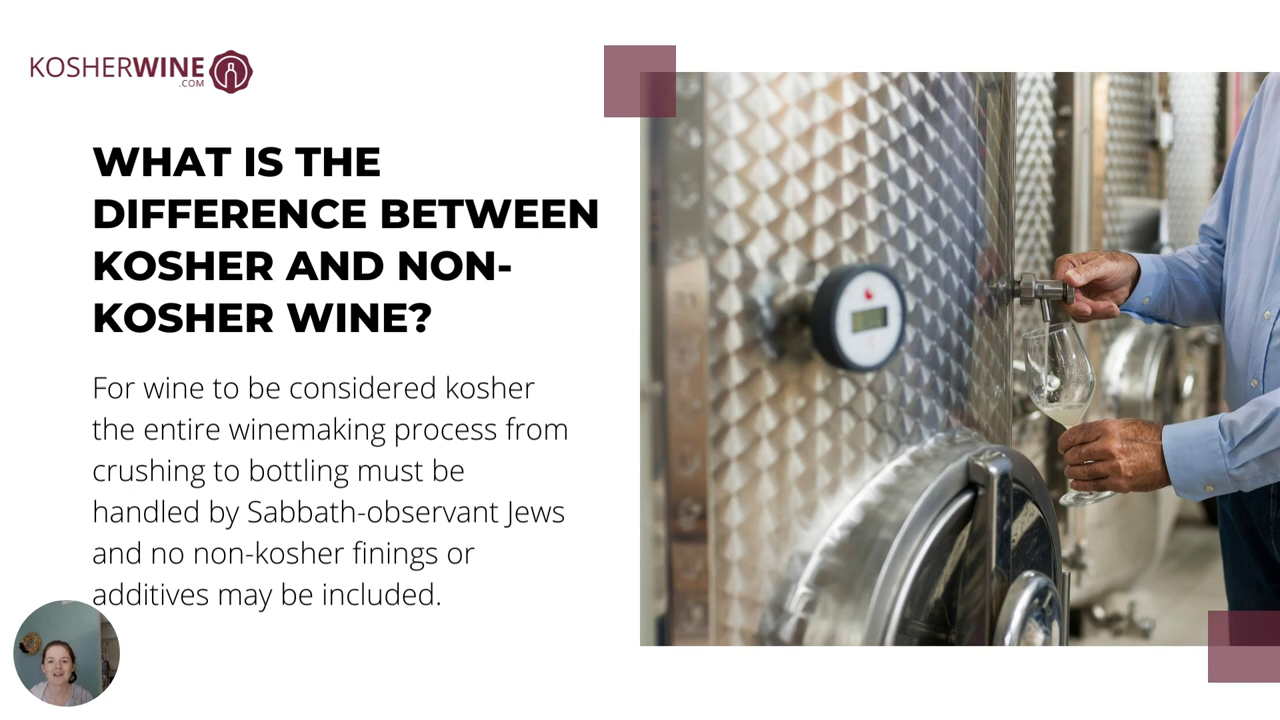 KOSHERWINE
.COM
WHAT IS THE
DIFFERENCE BETWEEN
KOSHER AND NON-
KOSHER WINE?
For wine to be considered kosher
the entire winemaking process from
crushing to bottling must be
handled by Sabbath-observant Jews
and no non-kosher finings or
additives may be included.